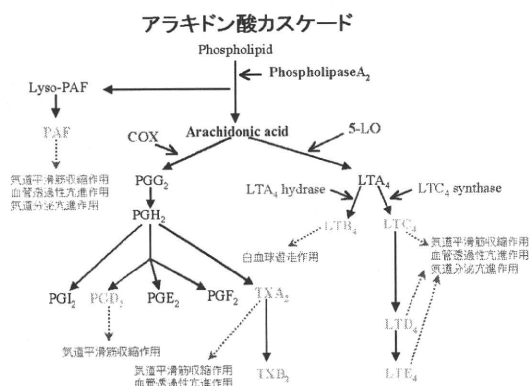 アラキドン酸カスケード
Phospholipid
PhospholipaseA₂
Lyso-PAF
PAF
COX
Arachidonic acid
5-LO
気道平滑筋収縮作用
血管透過性亢進作用
気道分泌亢進作用
PGG₂
LTA₄ hydrase
LTA₄
LTC₄ synthase
PGH₂
LTB₄
LTC₄
白血球遊走作用
気道平滑筋収縮作用
血管透過性亢進作用
気道分泌亢進作用
PGI₂
PGD₂
PGE₂
PGF₂
TXA₂
LTD₄
気道平滑筋収縮作用
気道平滑筋収縮作用
血管透過性亢進作用
TXB₂
LTE₄